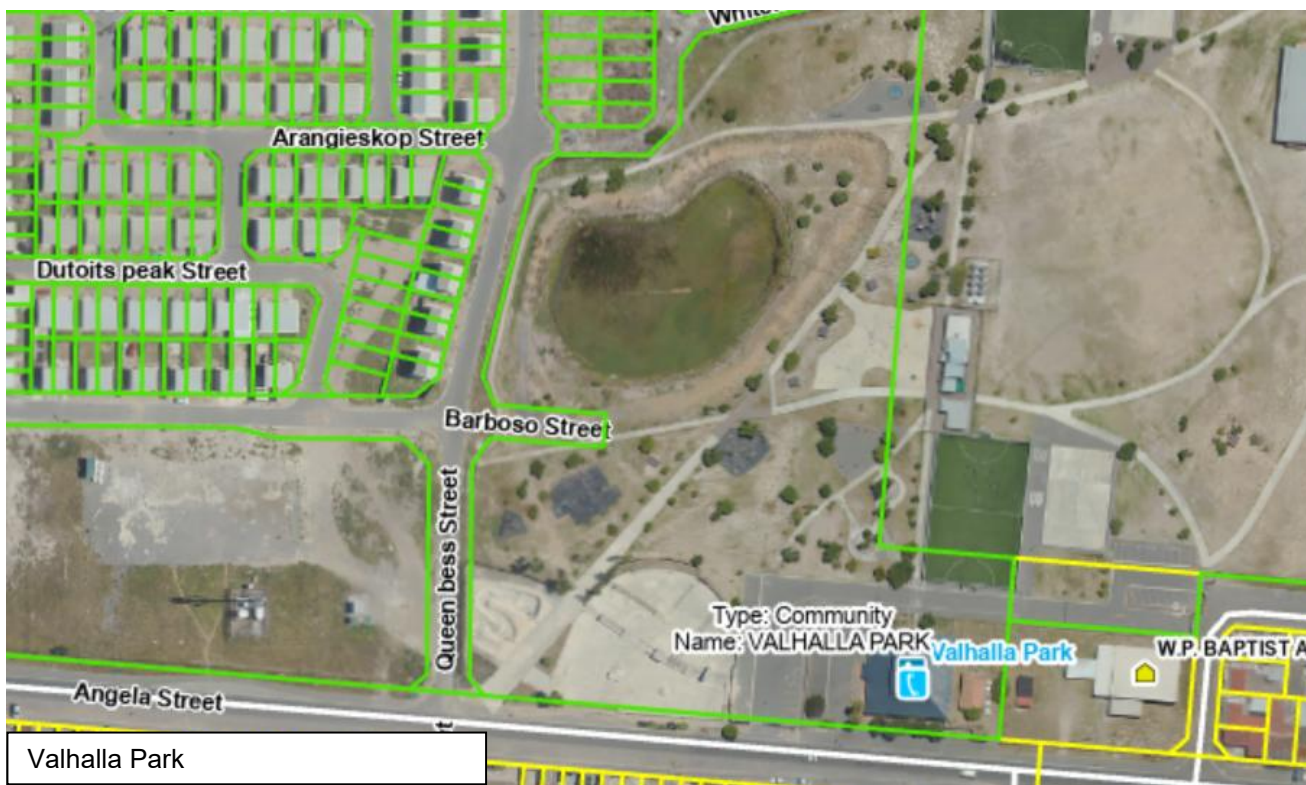 Arangieskop Street
Dutoits peak Street
Barboso Street
Queen bess Street
Type: Community
Name: VALHALLA PARK
Valhalla Park
W.P. BAPTIST A
Angela Street
Valhalla Park